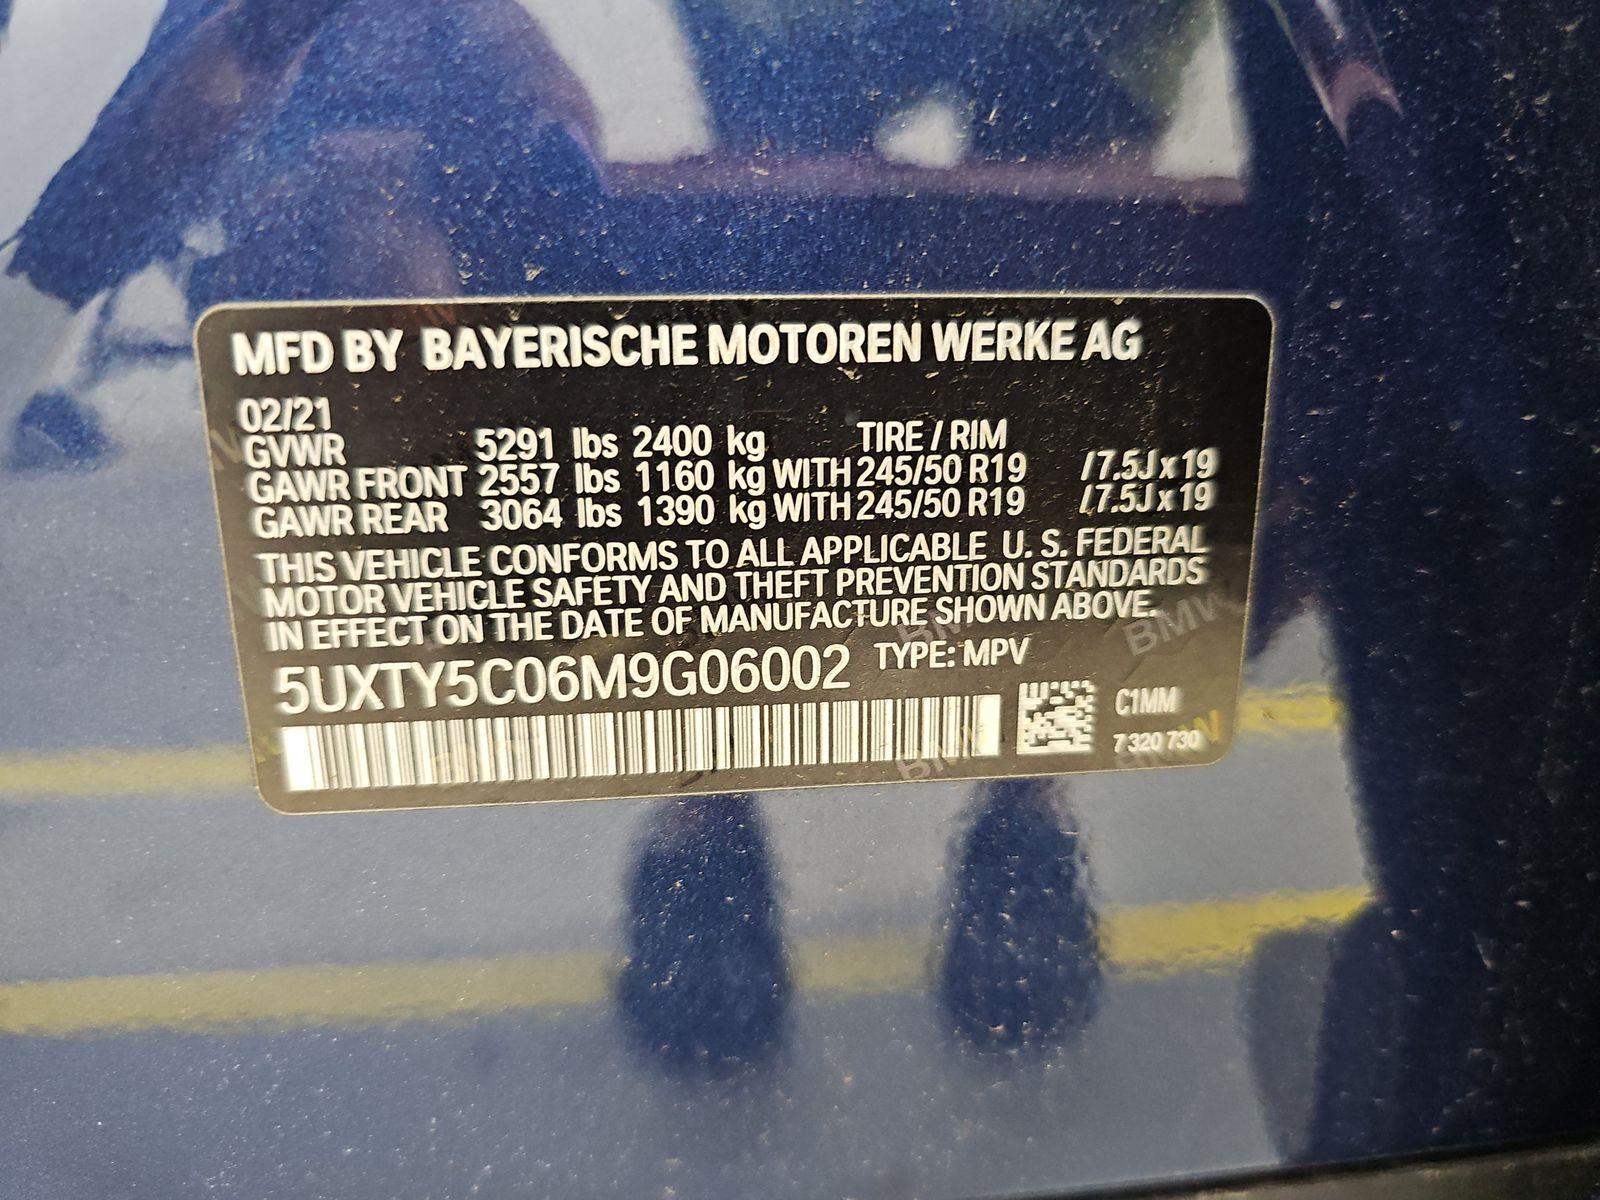 MFD BY BAYERISCHE MOTOREN WERKE AG
02/21
GVWR 5291 lbs 2400 kg TIRE / RIM
GAWR FRONT 2557 lbs 1160 kg WITH 245/50 R19 / 7.5J x 19
GAWR REAR 3064 lbs 1390 kg WITH 245/50 R19 / 7.5J x 19
THIS VEHICLE CONFORMS TO ALL APPLICABLE U. S. FEDERAL
MOTOR VEHICLE SAFETY AND THEFT PREVENTION STANDARDS
IN EFFECT ON THE DATE OF MANUFACTURE SHOWN ABOVE.
5UXTY5C06M9G06002 TYPE: MPV
C1MM
7 320 730
BMW